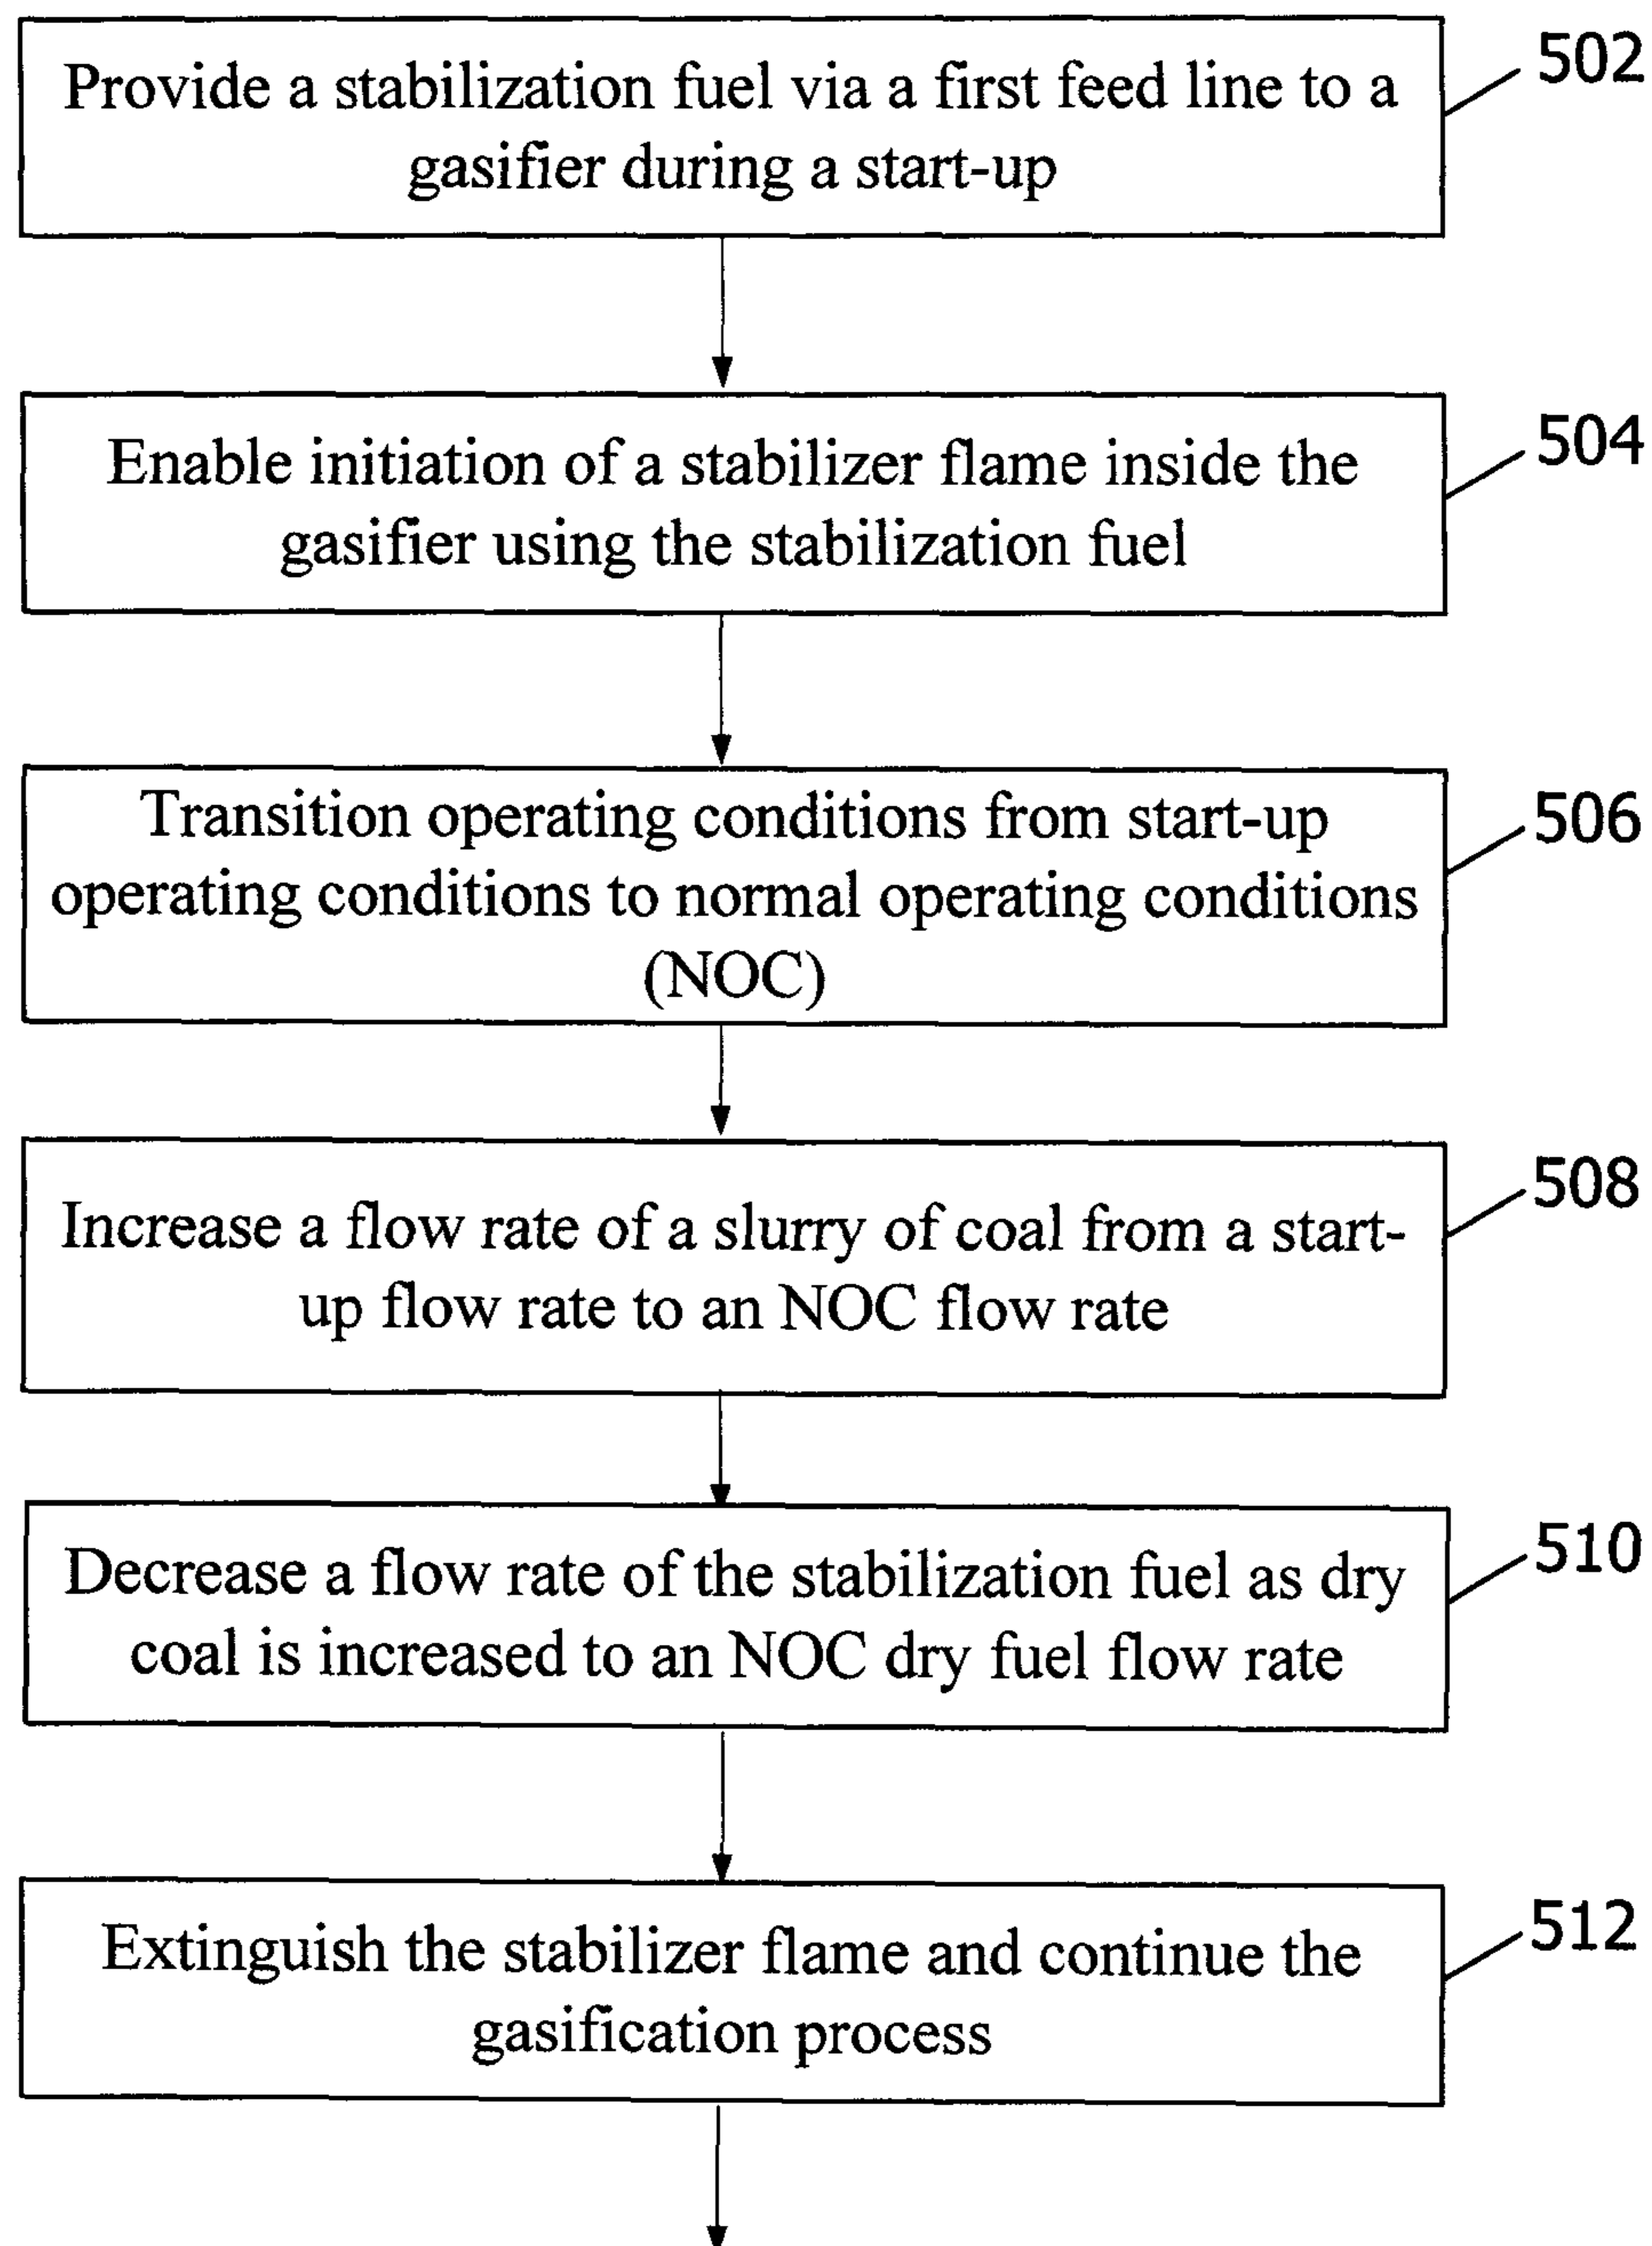 Provide a stabilization fuel via a first feed line to a
gasifier during a start-up
502
Enable initiation of a stabilizer flame inside the
gasifier using the stabilization fuel
504
Transition operating conditions from start-up
operating conditions to normal operating conditions
(NOC)
506
Increase a flow rate of a slurry of coal from a start-
up flow rate to an NOC flow rate
508
Decrease a flow rate of the stabilization fuel as dry
coal is increased to an NOC dry fuel flow rate
510
Extinguish the stabilizer flame and continue the
gasification process
512